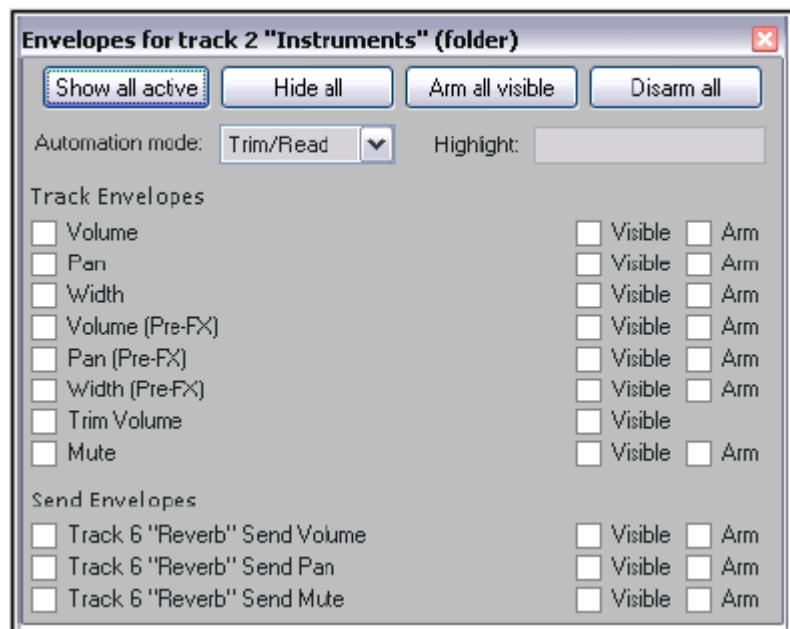 Envelopes for track 2 "Instruments" (folder)
Show all active Hide all Arm all visible Disarm all
Automation mode: Trim/Read Highlight:
Track Envelopes
Volume Visible Arm
Pan Visible Arm
Width Visible Arm
Volume (Pre-FX) Visible Arm
Pan (Pre-FX) Visible Arm
Width (Pre-FX) Visible Arm
Trim Volume Visible
Mute Visible Arm
Send Envelopes
Track 6 "Reverb" Send Volume Visible Arm
Track 6 "Reverb" Send Pan Visible Arm
Track 6 "Reverb" Send Mute Visible Arm